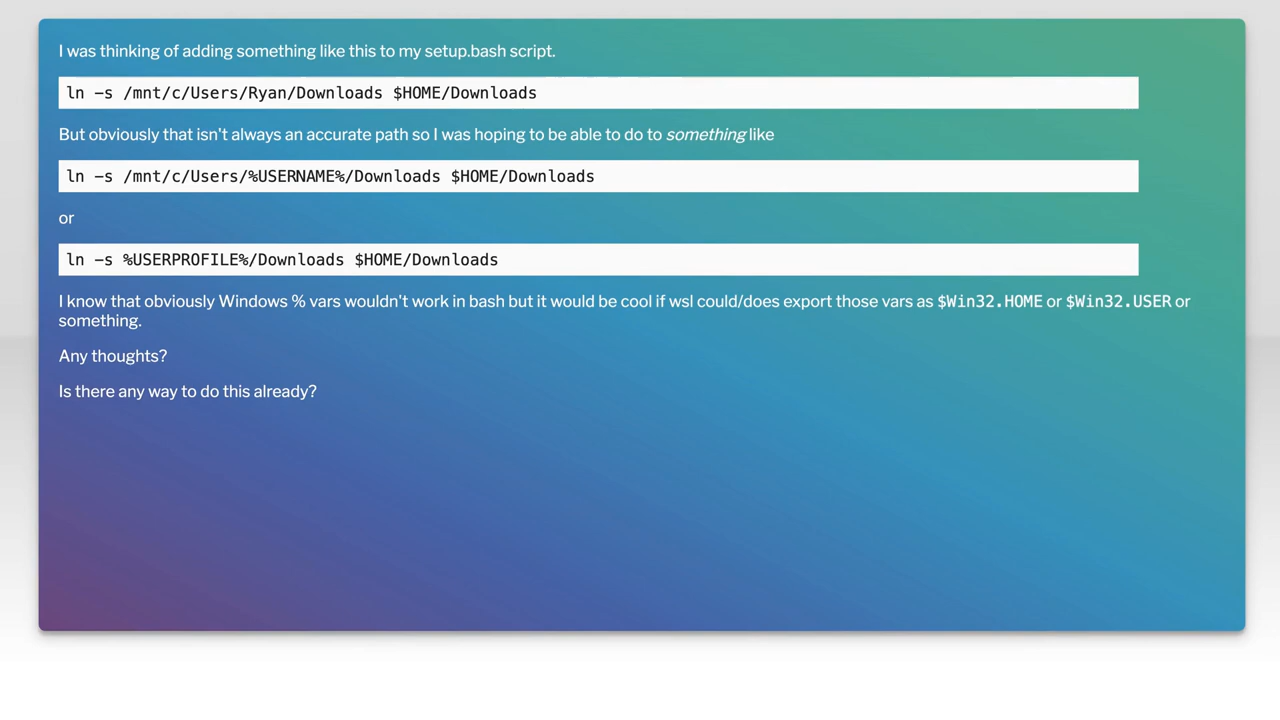 I was thinking of adding something like this to my setup.bash script.
ln -s /mnt/c/Users/Ryan/Downloads $HOME/Downloads
But obviously that isn't always an accurate path so I was hoping to be able to do to something like
ln -s /mnt/c/Users/%USERNAME%/Downloads $HOME/Downloads
or
ln -s %USERPROFILE%/Downloads $HOME/Downloads
I know that obviously Windows % vars wouldn't work in bash but it would be cool if wsl could/does export those vars as $Win32.HOME or $Win32.USER or
something.
Any thoughts?
Is there any way to do this already?